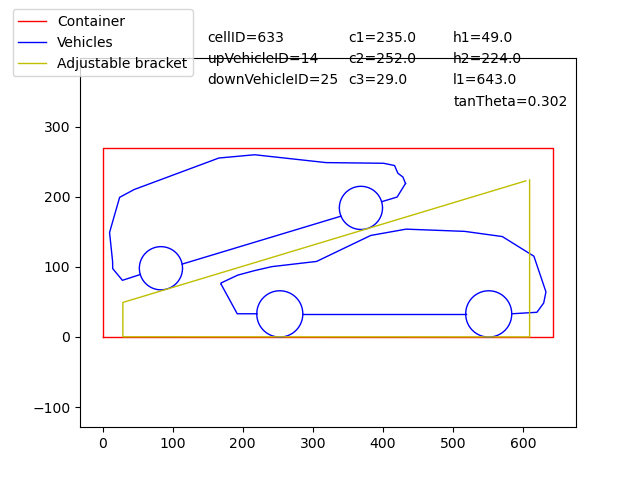 Container
Vehicles
Adjustable bracket
cellID=633 c1=235.0 h1=49.0
upVehicleID=14 c2=252.0 h2=224.0
downVehicleID=25 c3=29.0 l1=643.0
tanTheta=0.302
300
200
100
0
−100
0 100 200 300 400 500 600